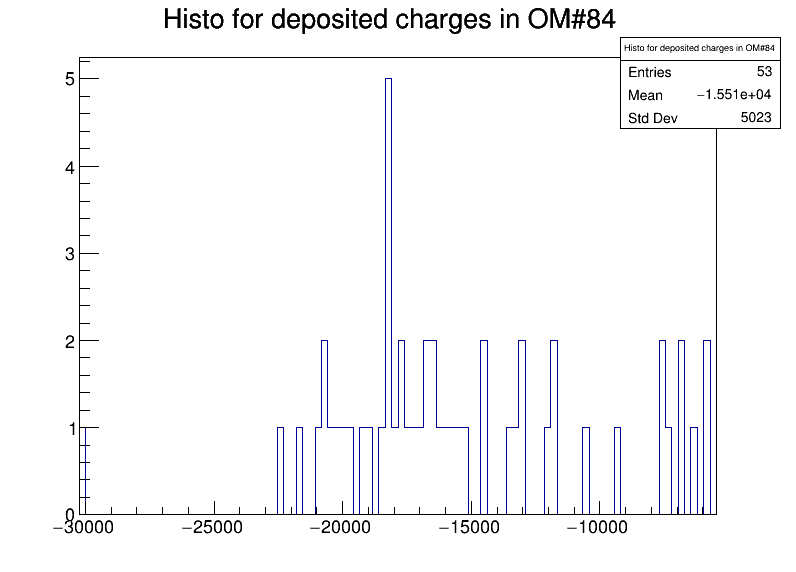 Histo for deposited charges in OM#84
Histo for deposited charges in OM#84
Entries 53
Mean −1.551e+04
Std Dev 5023
5
4
3
2
1
0
−30000 −25000 −20000 −15000 −10000